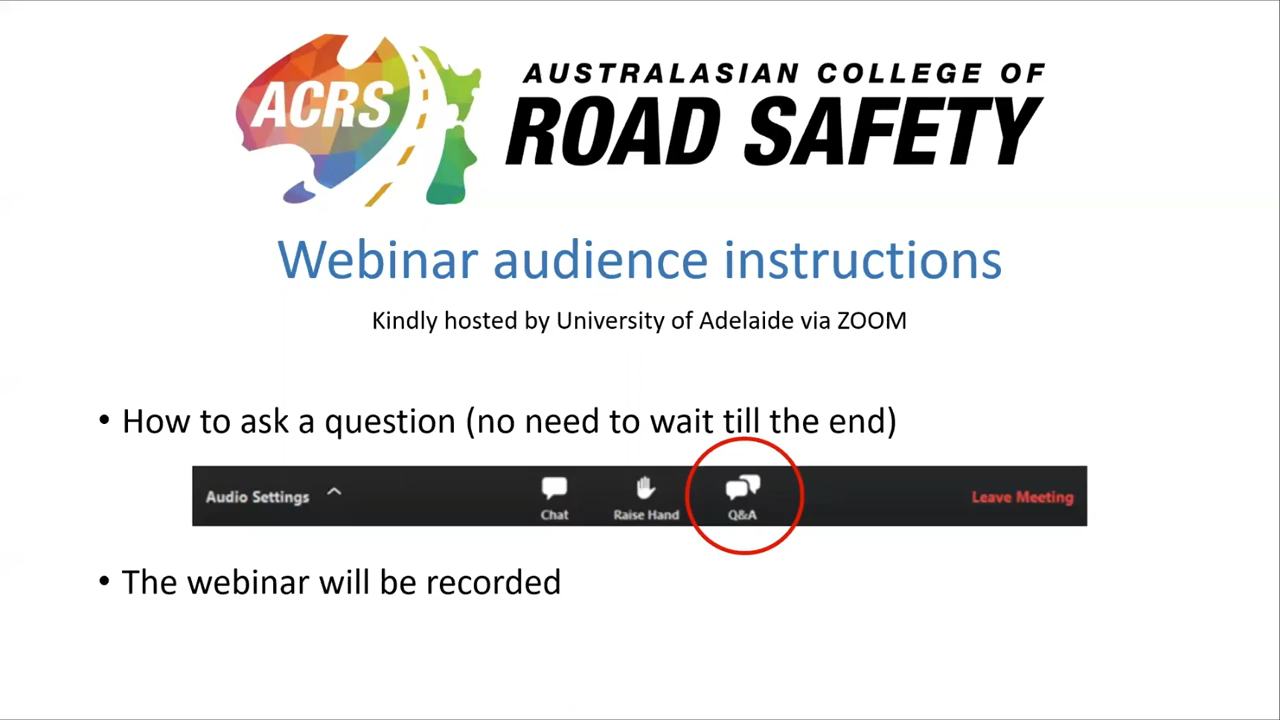 ACRS
AUSTRALASIAN COLLEGE OF
ROAD SAFETY
Webinar audience instructions
Kindly hosted by University of Adelaide via ZOOM
• How to ask a question (no need to wait till the end)
Audio Settings Chat Raise Hand Q&A Leave Meeting
• The webinar will be recorded